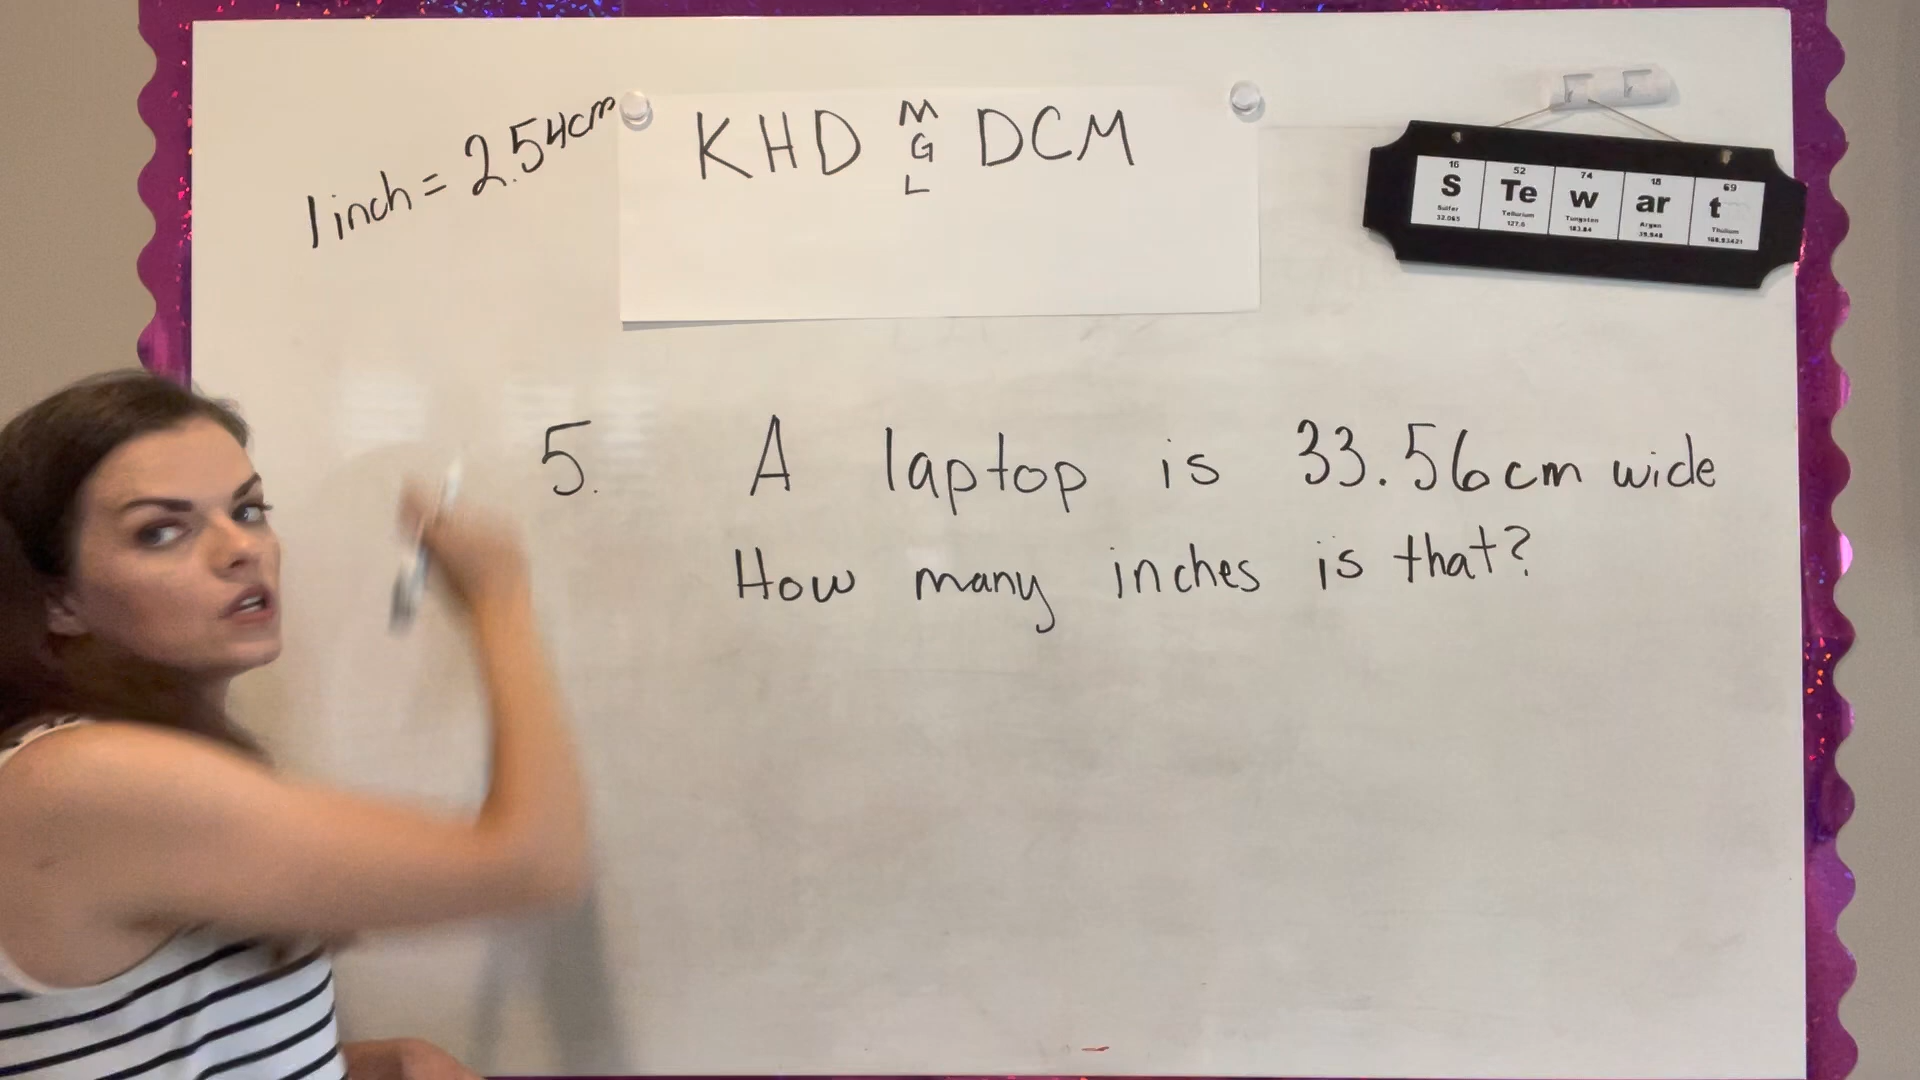 1 inch = 2.54cm
KHD M G L DCM
16 52 74 18 69
S Te W ar t
Sulfer Tellurium Tungsten Argon Thulium
32.065 127.6 183.84 39.948 168.93421
5. A laptop is 33.56cm wide
How many inches is that?